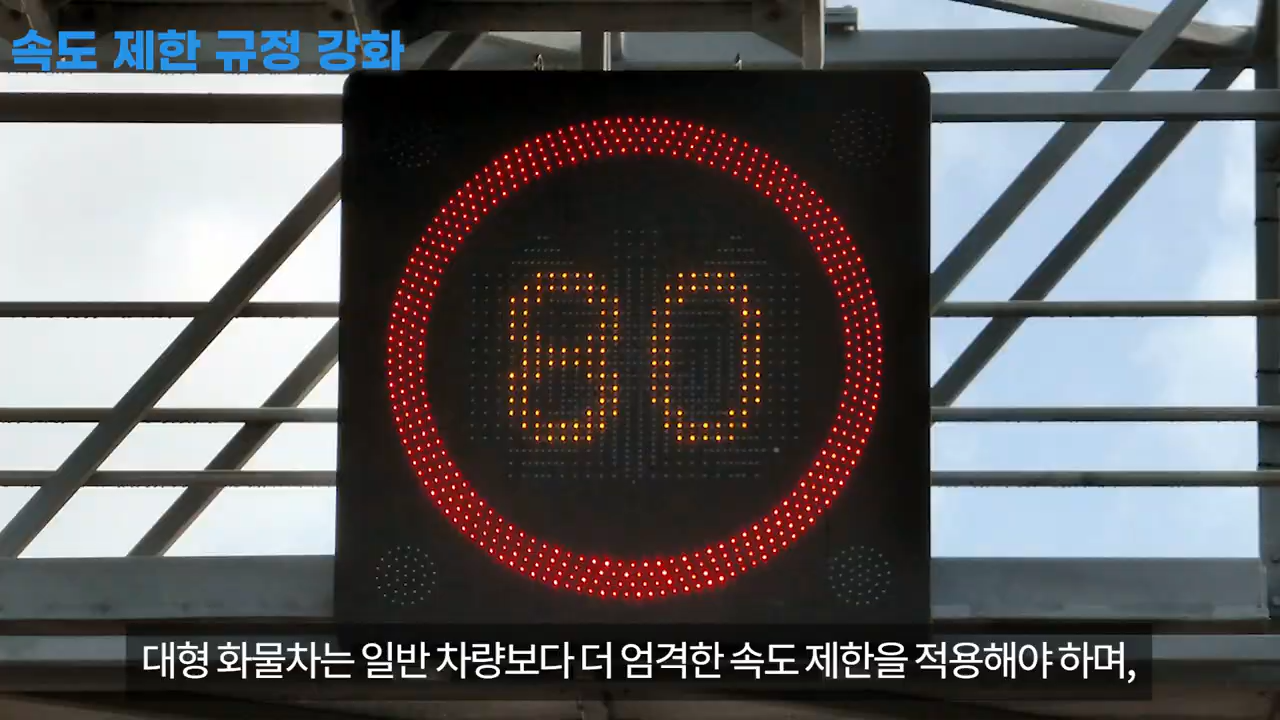 속도 제한 규정 강화
80
대형 화물차는 일반 차량보다 더 엄격한 속도 제한을 적용해야 하며,